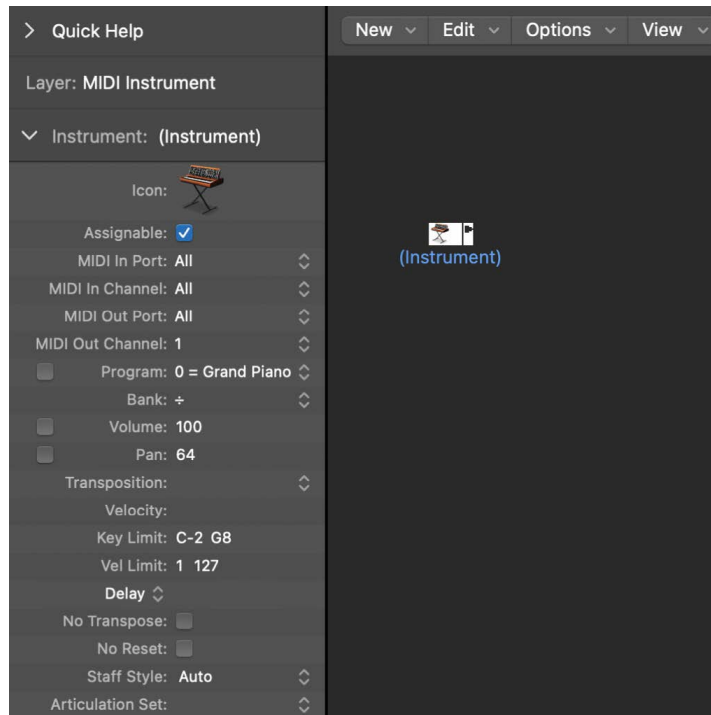 Quick Help
New Edit Options View
Layer: MIDI Instrument
Instrument: (Instrument)
Icon:
Assignable:
MIDI In Port: All
MIDI In Channel: All
MIDI Out Port: All
MIDI Out Channel: 1
Program: 0 = Grand Piano
Bank: ÷
Volume: 100
Pan: 64
Transposition:
Velocity:
Key Limit: C-2 G8
Vel Limit: 1 127
Delay
No Transpose:
No Reset:
Staff Style: Auto
Articulation Set:
(Instrument)